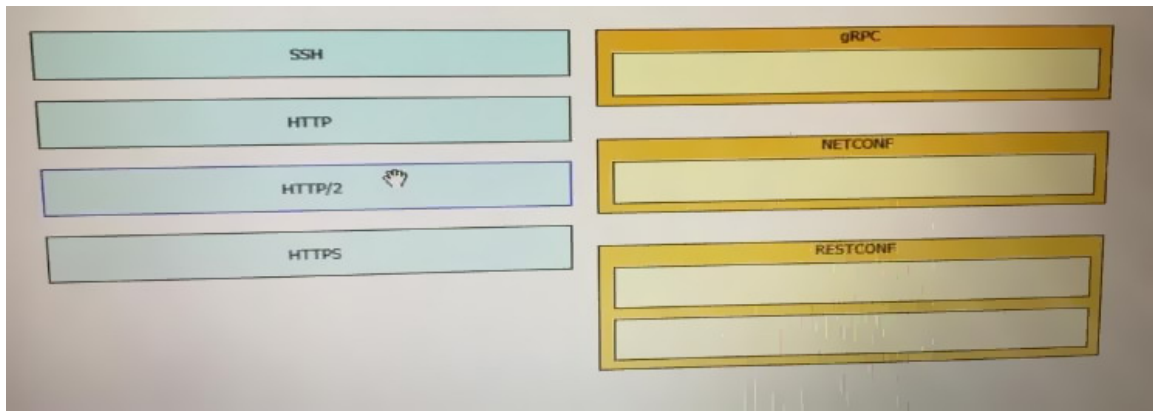 SSH
HTTP
HTTP/2
HTTPS
gRPC
NETCONF
RESTCONF